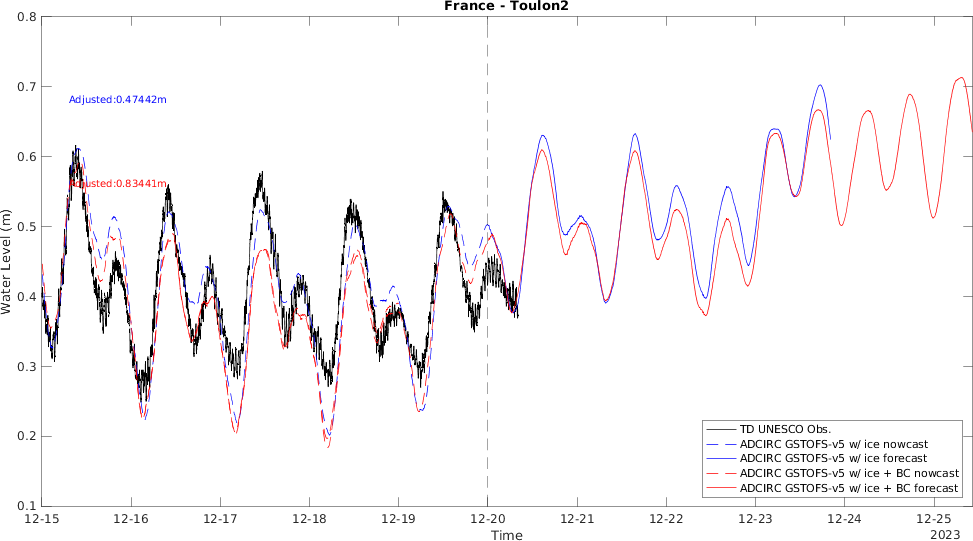 France - Toulon2
0.8
0.7
0.6
0.5
0.4
0.3
0.2
0.1
Water Level (m)
Adjusted:0.47442m
Adjusted:0.83441m
TD UNESCO Obs.
ADCIRC GSTOFS-v5 w/ ice nowcast
ADCIRC GSTOFS-v5 w/ ice forecast
ADCIRC GSTOFS-v5 w/ ice + BC nowcast
ADCIRC GSTOFS-v5 w/ ice + BC forecast
12-15 12-16 12-17 12-18 12-19 12-20 12-21 12-22 12-23 12-24 12-25
Time
2023